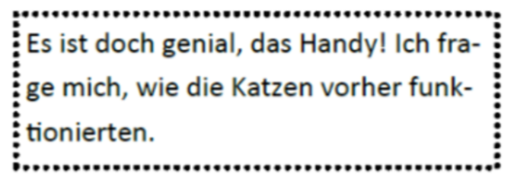 Es ist doch genial, das Handy! Ich fra-
ge mich, wie die Katzen vorher funk-
tionierten.